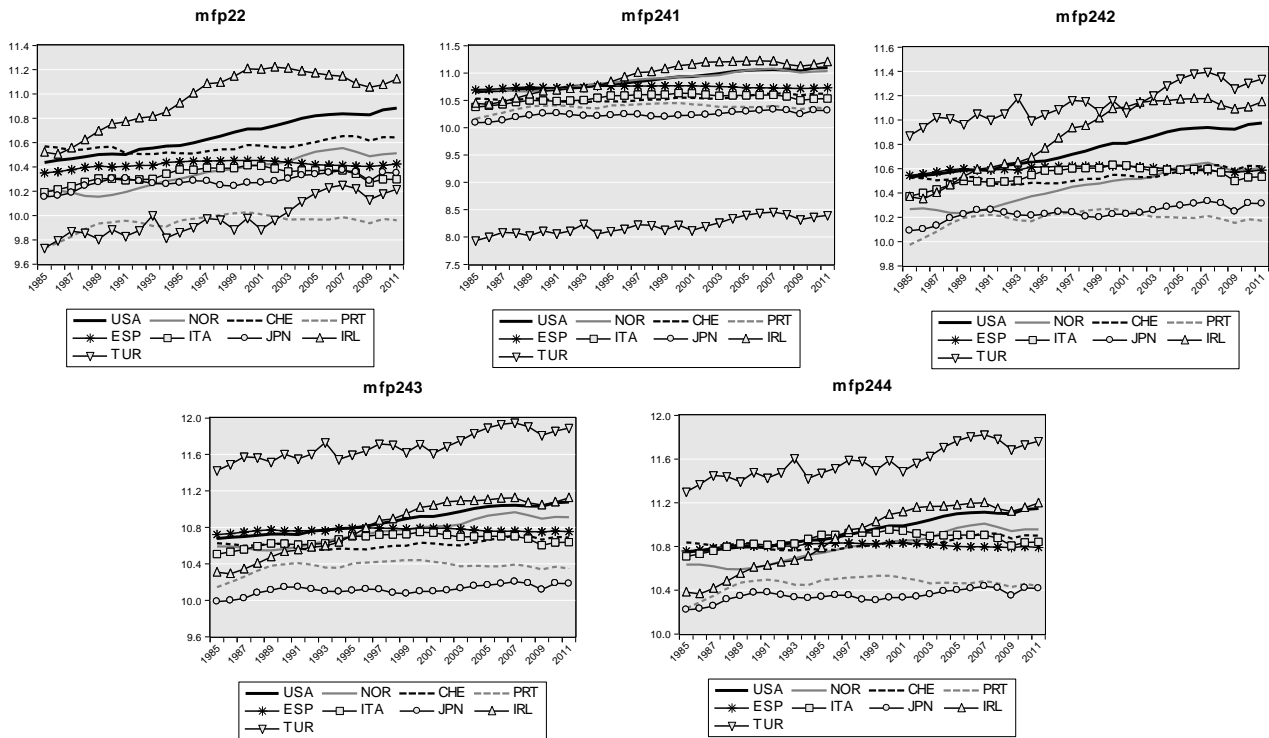 mfp22
11.4
11.2
11.0
10.8
10.6
10.4
10.2
10.0
9.8
9.6
1985 1987 1989 1991 1993 1995 1997 1999 2001 2003 2005 2007 2009 2011
USA NOR CHE PRT
ESP ITA JPN IRL
TUR
mfp241
11.5
11.0
10.5
10.0
9.5
9.0
8.5
8.0
7.5
1985 1987 1989 1991 1993 1995 1997 1999 2001 2003 2005 2007 2009 2011
USA NOR CHE PRT
ESP ITA JPN IRL
TUR
mfp242
11.6
11.4
11.2
11.0
10.8
10.6
10.4
10.2
10.0
9.8
1985 1987 1989 1991 1993 1995 1997 1999 2001 2003 2005 2007 2009 2011
USA NOR CHE PRT
ESP ITA JPN IRL
TUR
mfp243
12.0
11.6
11.2
10.8
10.4
10.0
9.6
1985 1987 1989 1991 1993 1995 1997 1999 2001 2003 2005 2007 2009 2011
USA NOR CHE PRT
ESP ITA JPN IRL
TUR
mfp244
12.0
11.6
11.2
10.8
10.4
10.0
1985 1987 1989 1991 1993 1995 1997 1999 2001 2003 2005 2007 2009 2011
USA NOR CHE PRT
ESP ITA JPN IRL
TUR